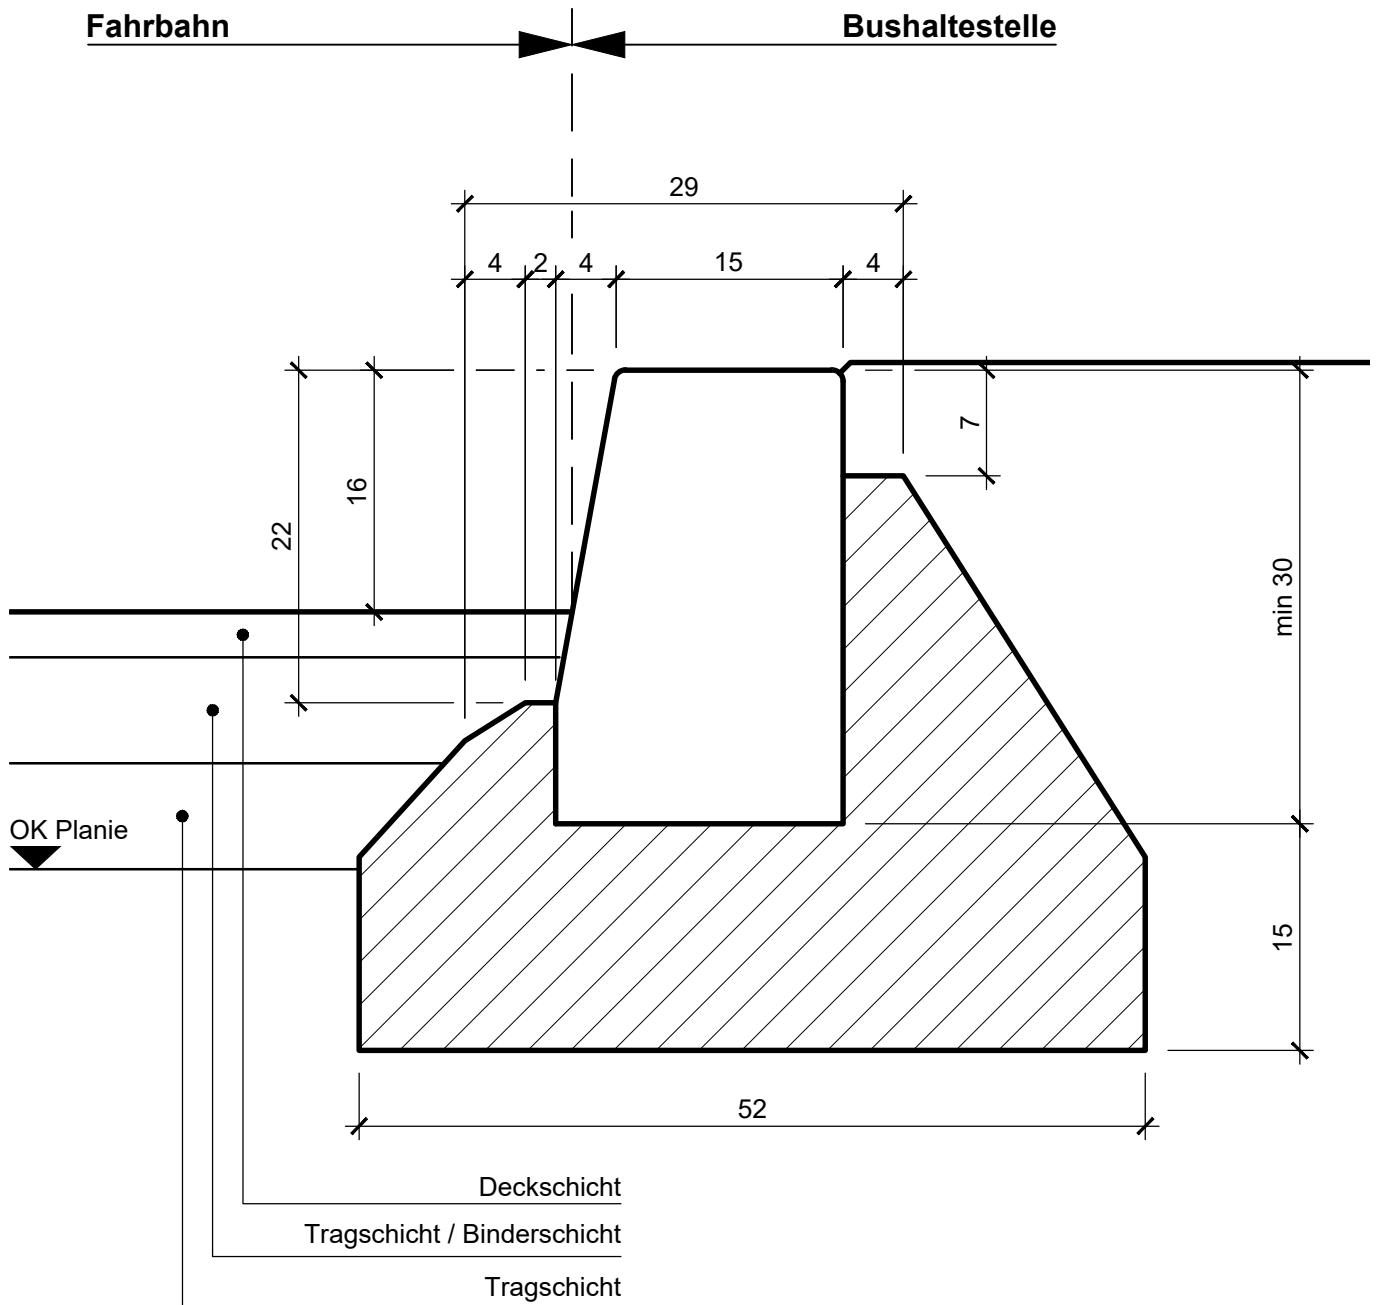 Fahrbahn
Bushaltestelle
29
4 2 4 15 4
7
16
22
min 30
OK Planie
15
52
Deckschicht
Tragschicht / Binderschicht
Tragschicht